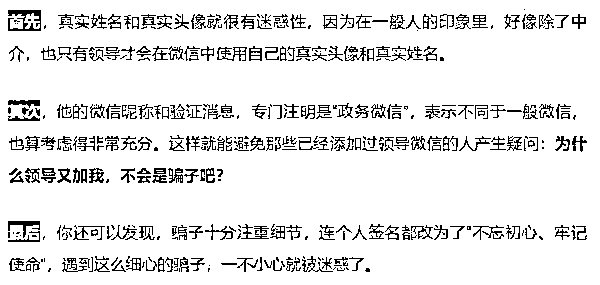 首先，真实姓名和真实头像就很有迷惑性，因为在一般人的印象里，好像除了中
介，也只有领导才会在微信中使用自己的真实头像和真实姓名。
其次，他的微信昵称和验证消息，专门注明是"政务微信"，表示不同于一般微信，
也算考虑得非常充分。这样就能避免那些已经添加过领导微信的人产生疑问：为什
么领导又加我，不会是骗子吧？
最后，你还可以发现，骗子十分注重细节，连个人签名都改为了"不忘初心、牢记
使命"，遇到这么细心的骗子，一不小心就被迷惑了。